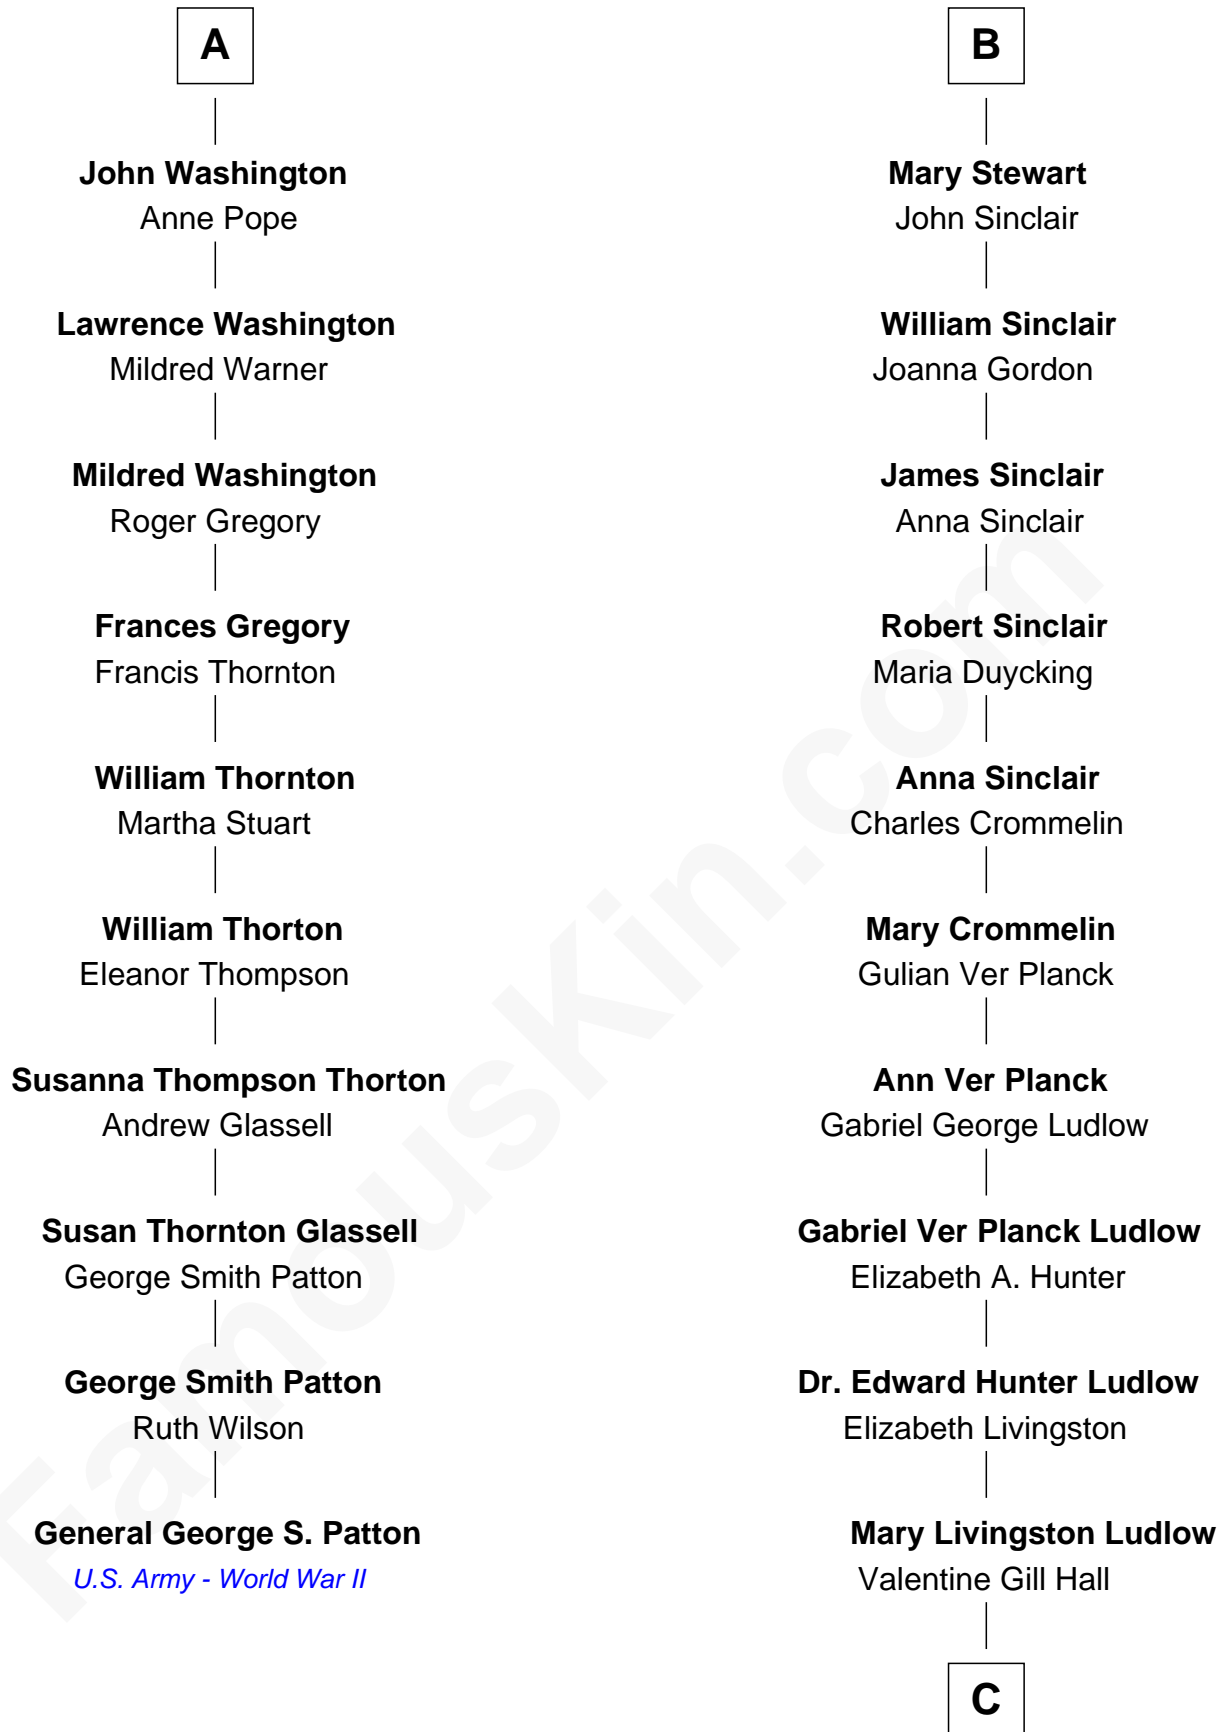 A
John Washington
Anne Pope
Lawrence Washington
Mildred Warner
Mildred Washington
Roger Gregory
Frances Gregory
Francis Thornton
William Thornton
Martha Stuart
William Thorton
Eleanor Thompson
Susanna Thompson Thorton
Andrew Glassell
Susan Thornton Glassell
George Smith Patton
George Smith Patton
Ruth Wilson
General George S. Patton
U.S. Army - World War II
B
Mary Stewart
John Sinclair
William Sinclair
Joanna Gordon
James Sinclair
Anna Sinclair
Robert Sinclair
Maria Duycking
Anna Sinclair
Charles Crommelin
Mary Crommelin
Gulian Ver Planck
Ann Ver Planck
Gabriel George Ludlow
Gabriel Ver Planck Ludlow
Elizabeth A. Hunter
Dr. Edward Hunter Ludlow
Elizabeth Livingston
Mary Livingston Ludlow
Valentine Gill Hall
C
FamousKin.com